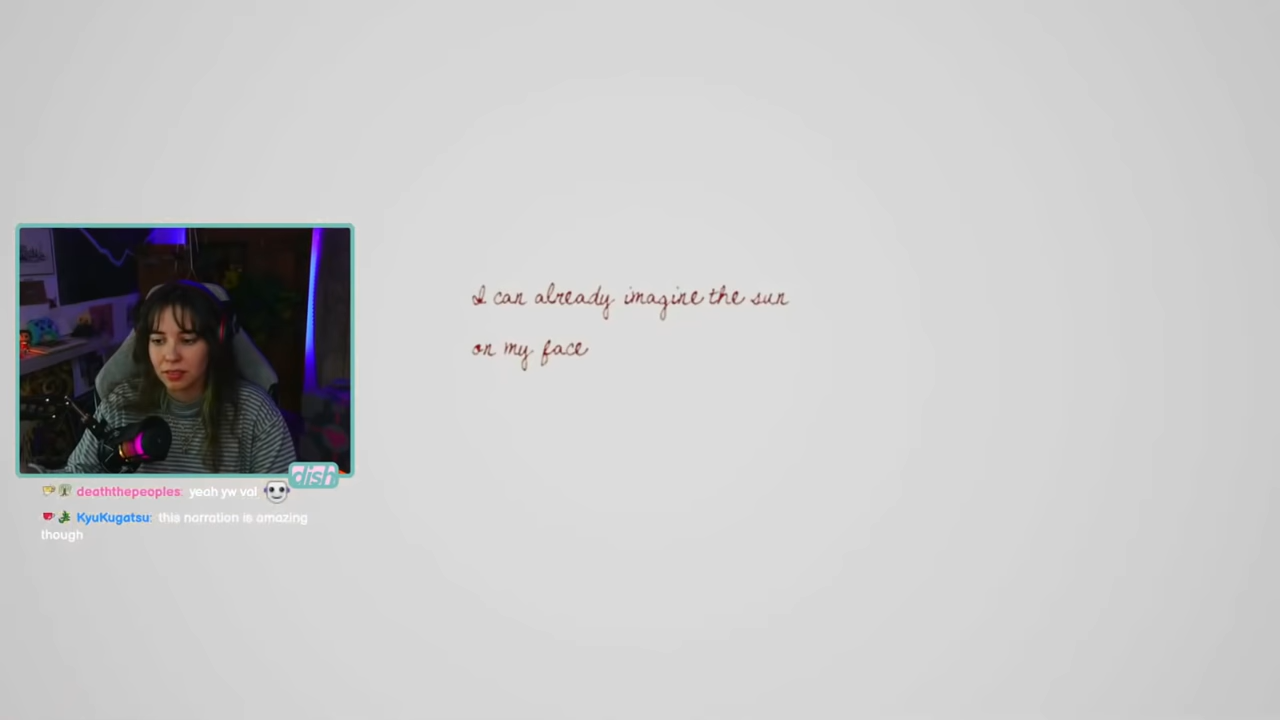 I can already imagine the sun
on my face
dish
deaththepeoples: yeah yw val
KyuKugatsu: this narration is amazing
though